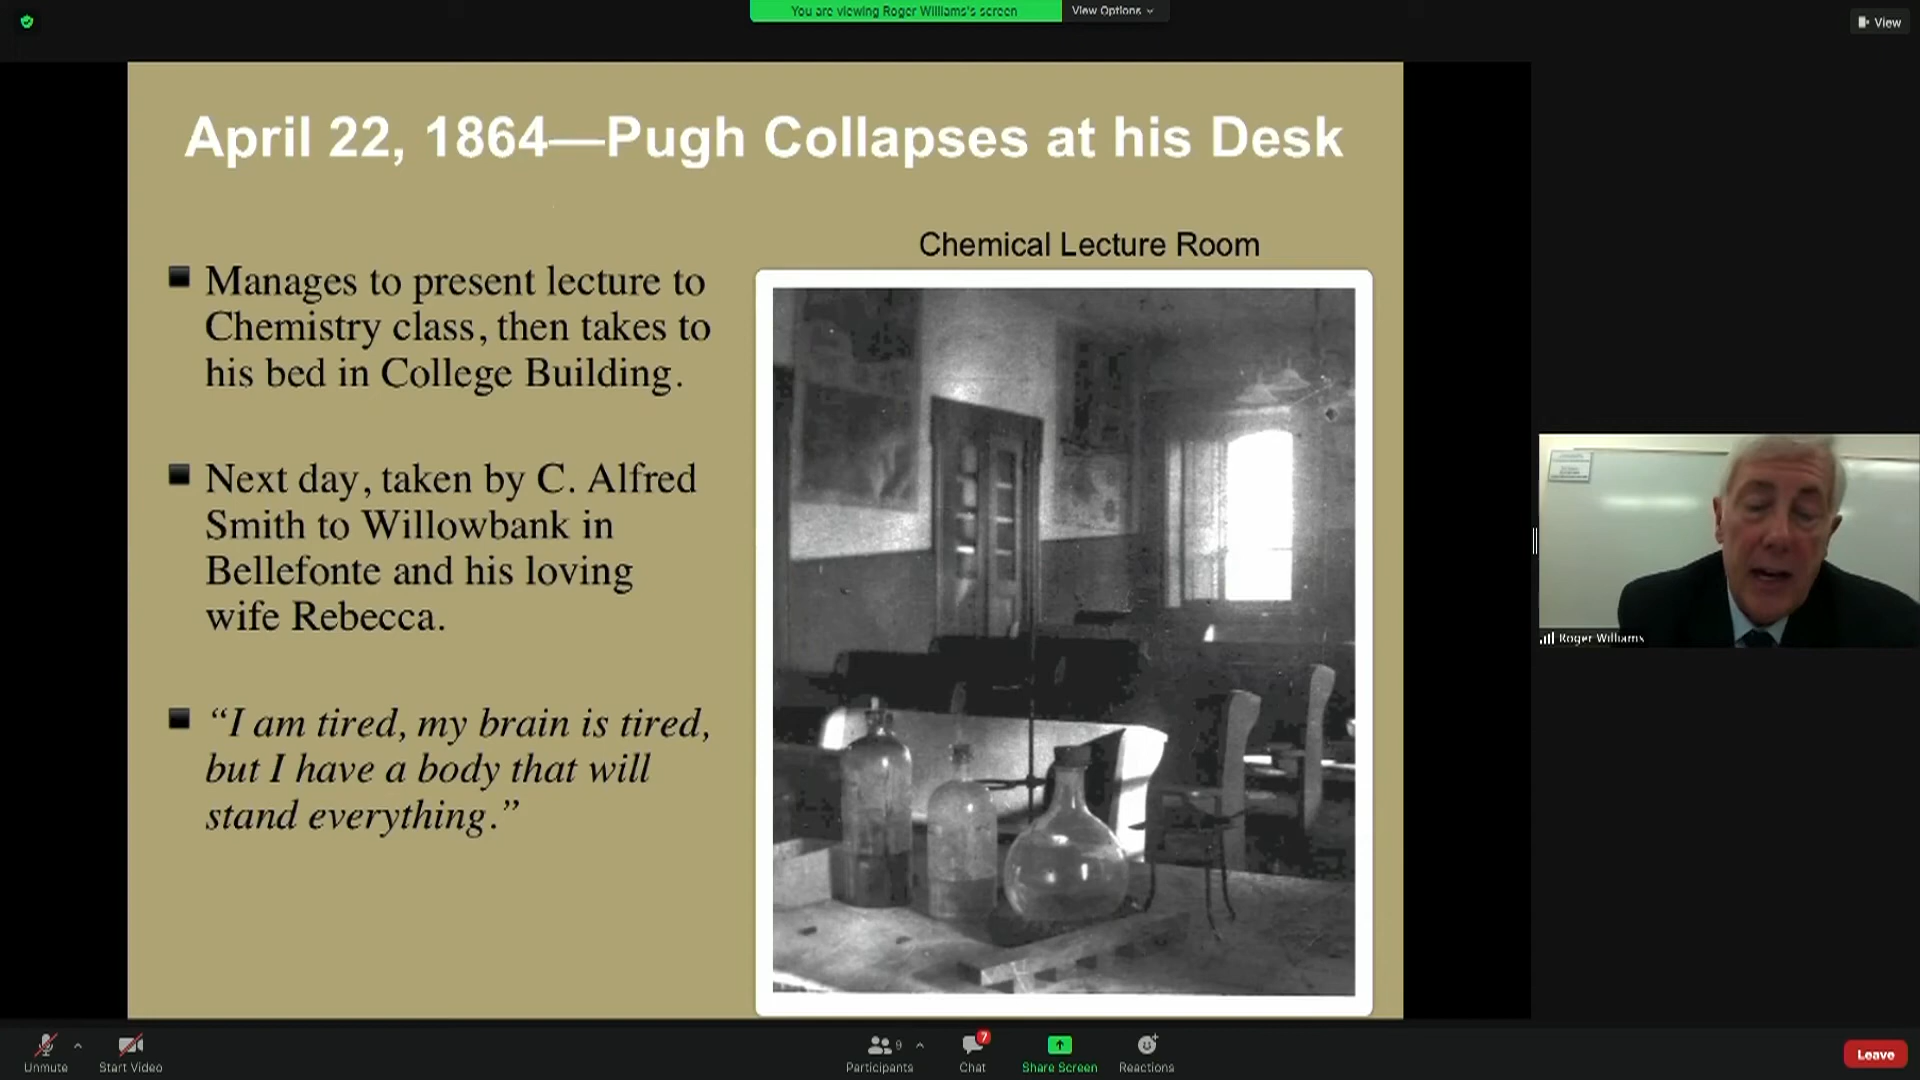 You are viewing Roger Williams's screen
View Options
View
April 22, 1864—Pugh Collapses at his Desk
Chemical Lecture Room
Manages to present lecture to
Chemistry class, then takes to
his bed in College Building.
Next day, taken by C. Alfred
Smith to Willowbank in
Bellefonte and his loving
wife Rebecca.
“I am tired, my brain is tired,
but I have a body that will
stand everything.”
Roger Williams
Unmute
Start Video
9
Participants
7
Chat
Share Screen
Reactions
Leave